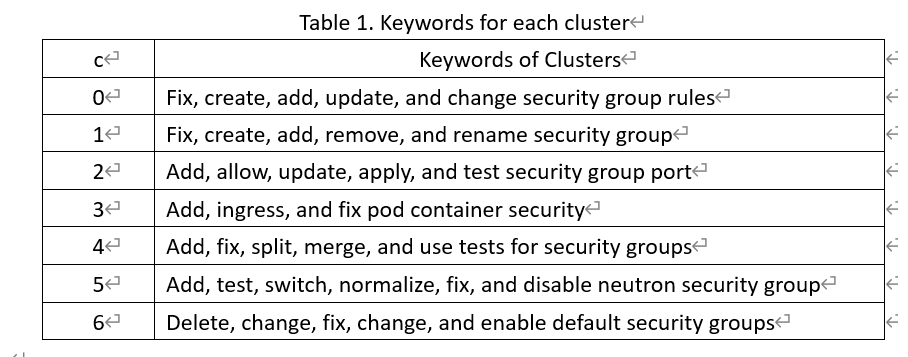 Table 1. Keywords for each cluster
c Keywords of Clusters
0 Fix, create, add, update, and change security group rules
1 Fix, create, add, remove, and rename security group
2 Add, allow, update, apply, and test security group port
3 Add, ingress, and fix pod container security
4 Add, fix, split, merge, and use tests for security groups
5 Add, test, switch, normalize, fix, and disable neutron security group
6 Delete, change, fix, change, and enable default security groups